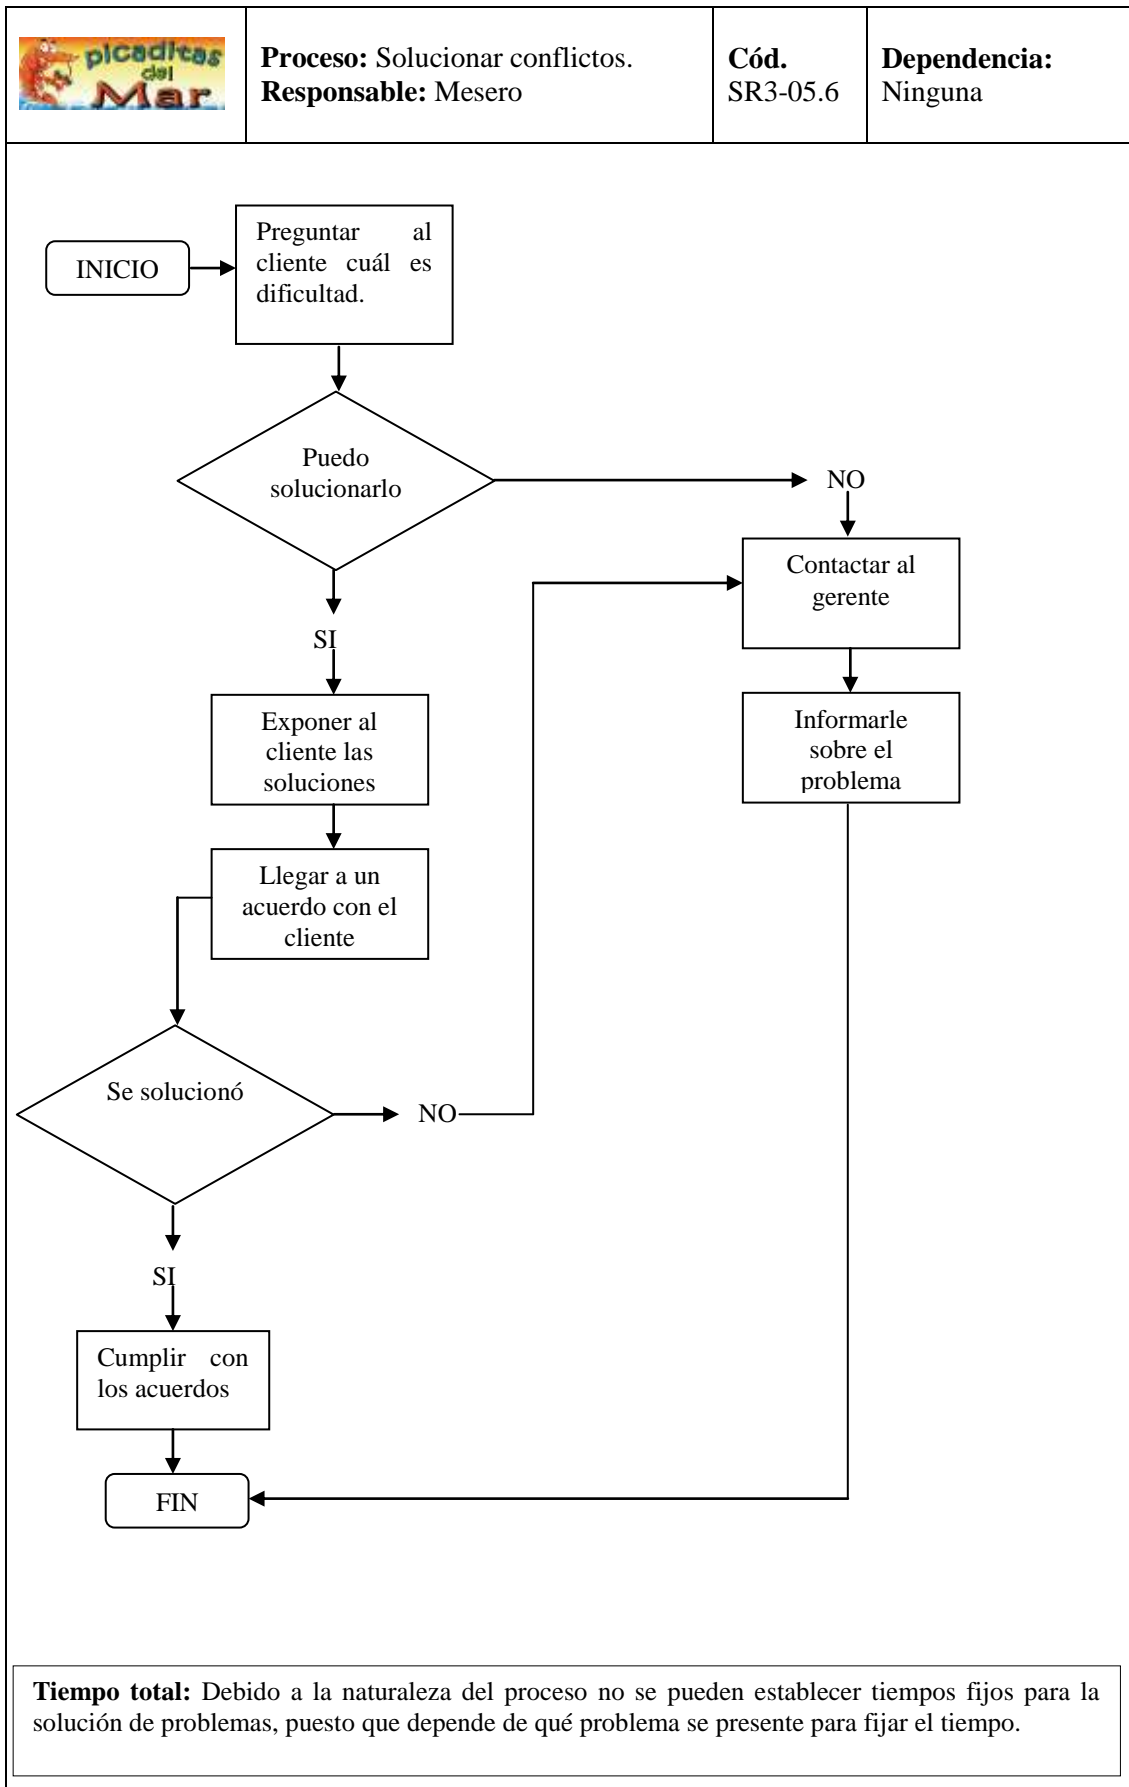 picaditas
del
Mar
Proceso: Solucionar conflictos.
Responsable: Mesero
Cód.
SR3-05.6
Dependencia:
Ninguna
INICIO
Preguntar al
cliente cuál es
dificultad.
Puedo
solucionarlo
NO
SI
Contactar al
gerente
Informarle
sobre el
problema
Exponer al
cliente las
soluciones
Llegar a un
acuerdo con el
cliente
Se solucionó
NO
SI
Cumplir con
los acuerdos
FIN
Tiempo total: Debido a la naturaleza del proceso no se pueden establecer tiempos fijos para la
solución de problemas, puesto que depende de qué problema se presente para fijar el tiempo.